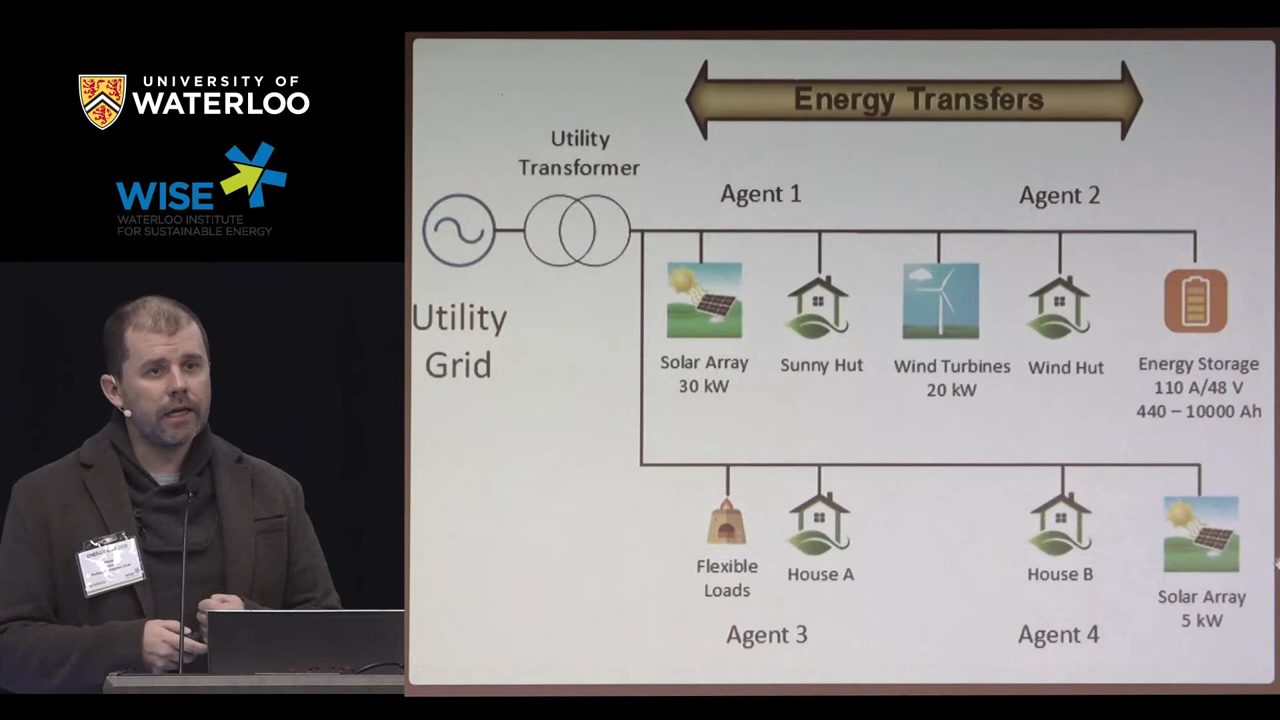 UNIVERSITY OF
WATERLOO
WISE
WATERLOO INSTITUTE
FOR SUSTAINABLE ENERGY
Energy Transfers
Utility
Transformer
Agent 1
Agent 2
Utility
Grid
Solar Array
30 kW
Sunny Hut
Wind Turbines
20 kW
Wind Hut
Energy Storage
110 A/48 V
440 – 10000 Ah
Flexible
Loads
House A
House B
Solar Array
5 kW
Agent 3
Agent 4